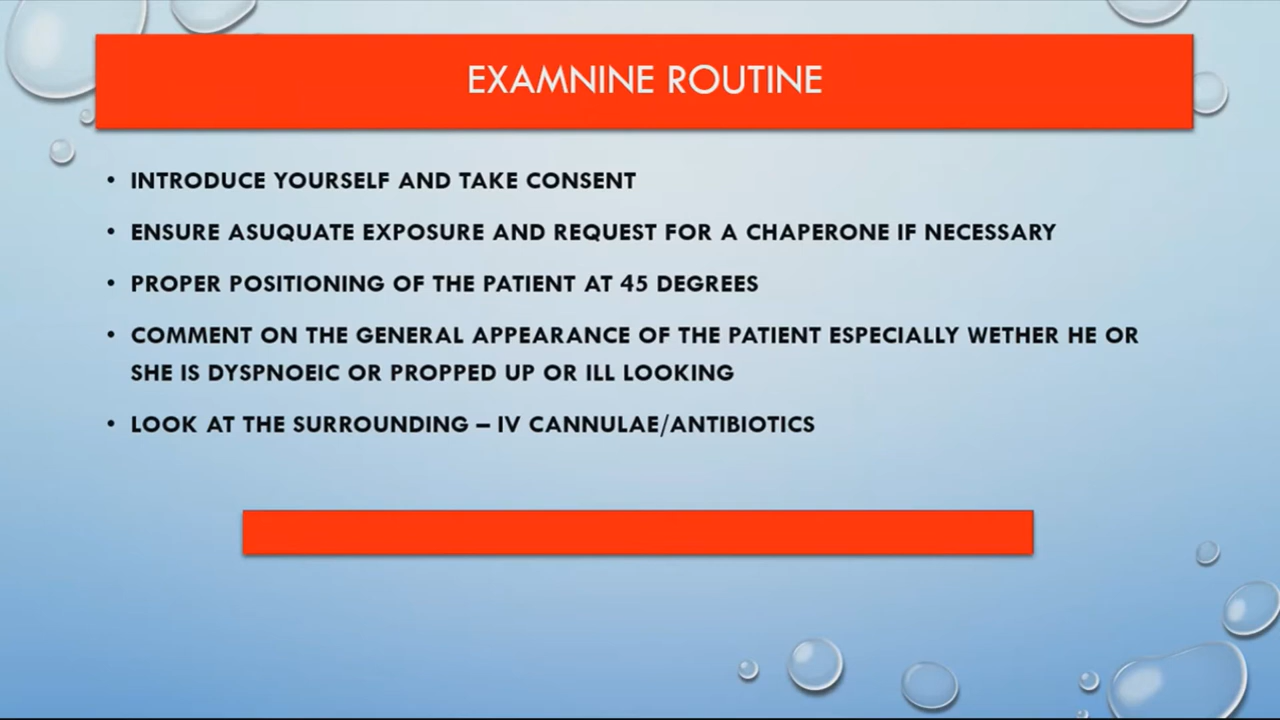 EXAMNINE ROUTINE
• INTRODUCE YOURSELF AND TAKE CONSENT
• ENSURE ASUQUATE EXPOSURE AND REQUEST FOR A CHAPERONE IF NECESSARY
• PROPER POSITIONING OF THE PATIENT AT 45 DEGREES
• COMMENT ON THE GENERAL APPEARANCE OF THE PATIENT ESPECIALLY WETHER HE OR
SHE IS DYSPNOEIC OR PROPPED UP OR ILL LOOKING
• LOOK AT THE SURROUNDING – IV CANNULAE/ANTIBIOTICS